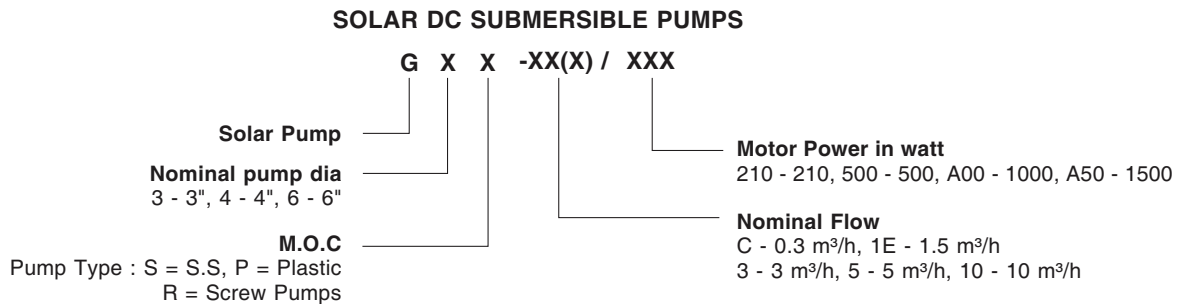 SOLAR DC SUBMERSIBLE PUMPS
G X X -XX(X) / XXX
Solar Pump
Nominal pump dia
3 - 3", 4 - 4", 6 - 6"
M.O.C
Pump Type : S = S.S, P = Plastic
R = Screw Pumps
Motor Power in watt
210 - 210, 500 - 500, A00 - 1000, A50 - 1500
Nominal Flow
C - 0.3 m³/h, 1E - 1.5 m³/h
3 - 3 m³/h, 5 - 5 m³/h, 10 - 10 m³/h